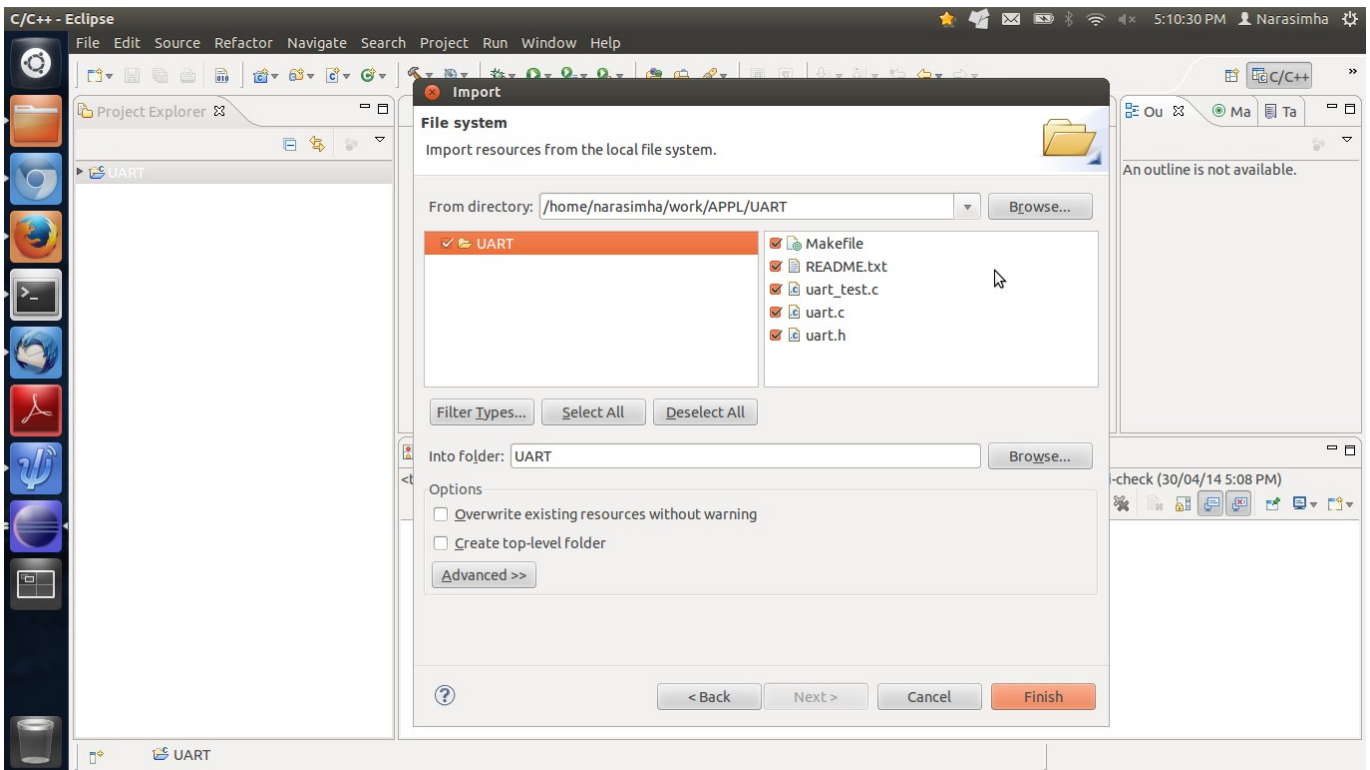 C/C++ - Eclipse
5:10:30 PM Narasimha
File Edit Source Refactor Navigate Search Project Run Window Help
C/C++ »
Project Explorer
Ou Ma Ta
UART
An outline is not available.
Import
File system
Import resources from the local file system.
From directory: /home/narasimha/work/APPL/UART Browse...
UART
Makefile
README.txt
uart_test.c
uart.c
uart.h
Filter Types... Select All Deselect All
Into folder: UART Browse...
Options
Overwrite existing resources without warning
Create top-level folder
Advanced >>
< Back Next > Cancel Finish
<t
i-check (30/04/14 5:08 PM)
UART